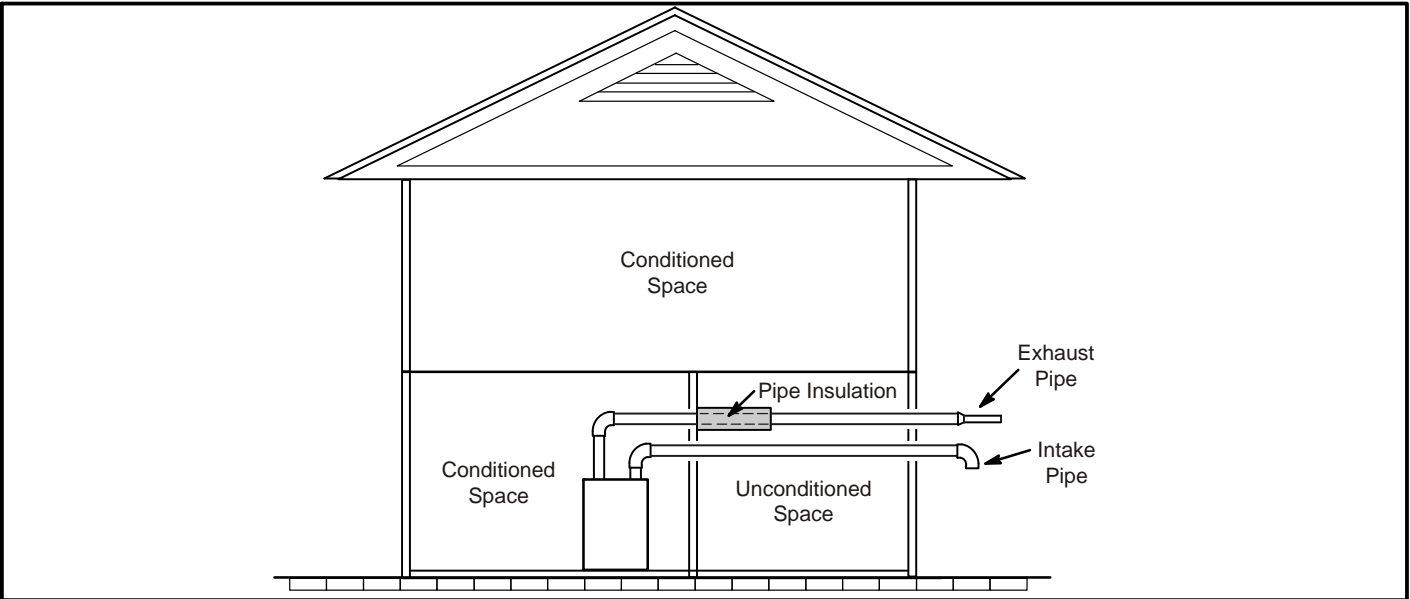 Conditioned
Space
Exhaust
Pipe
Pipe Insulation
Intake
Pipe
Conditioned
Space
Unconditioned
Space